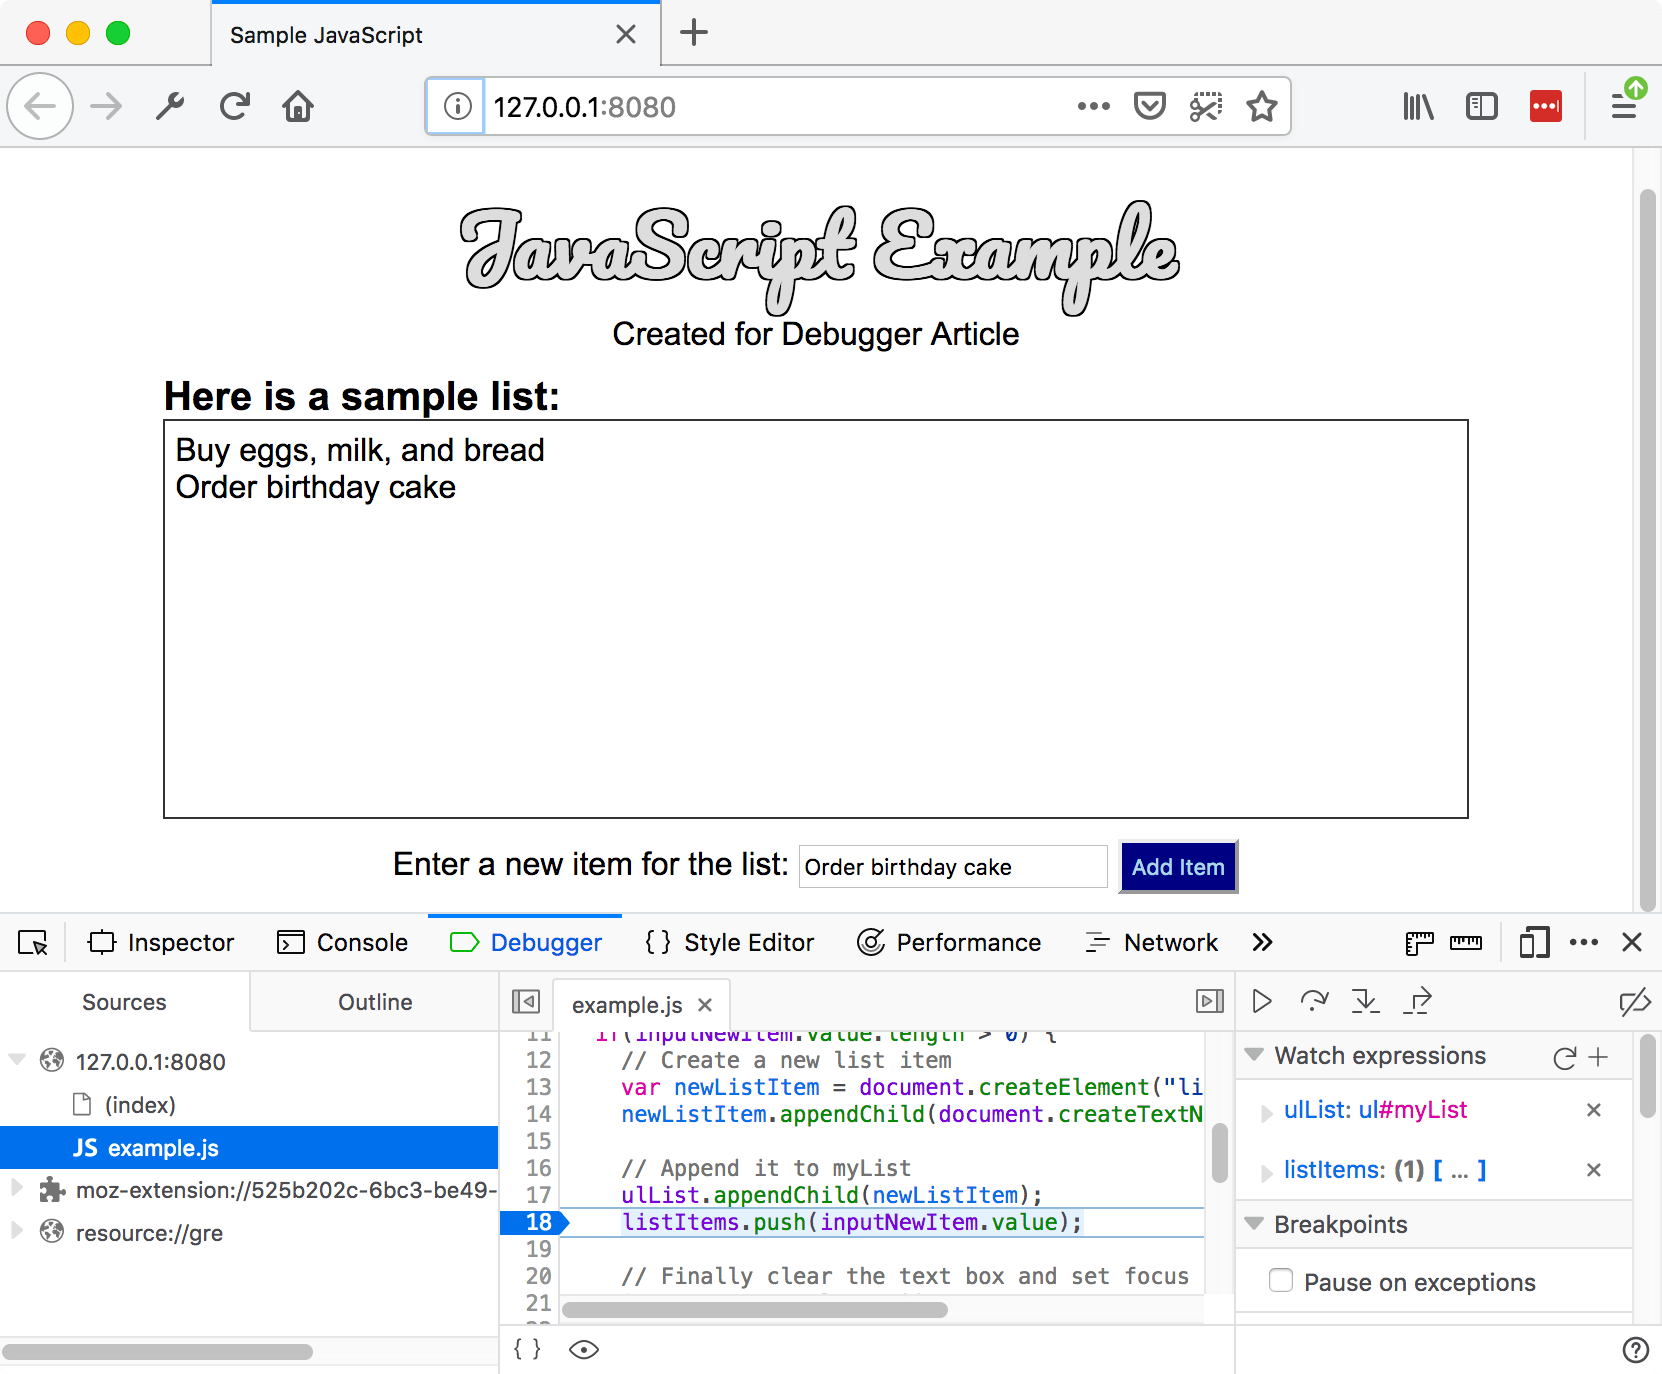 Sample JavaScript
127.0.0.1:8080
JavaScript Example
Created for Debugger Article
Here is a sample list:
Buy eggs, milk, and bread
Order birthday cake
Enter a new item for the list: Order birthday cake Add Item
Inspector Console Debugger { } Style Editor Performance Network
Sources Outline
127.0.0.1:8080
(index)
JS example.js
moz-extension://525b202c-6bc3-be49-
resource://gre
example.js
11 if(inputNewItem.value.length > 0) {
12 // Create a new list item
13 var newListItem = document.createElement("li
14 newListItem.appendChild(document.createTextN
15
16 // Append it to myList
17 ulList.appendChild(newListItem);
18 listItems.push(inputNewItem.value);
19
20 // Finally clear the text box and set focus
21
{ }
Watch expressions
ulList: ul#myList
listItems: (1) [ … ]
Breakpoints
Pause on exceptions